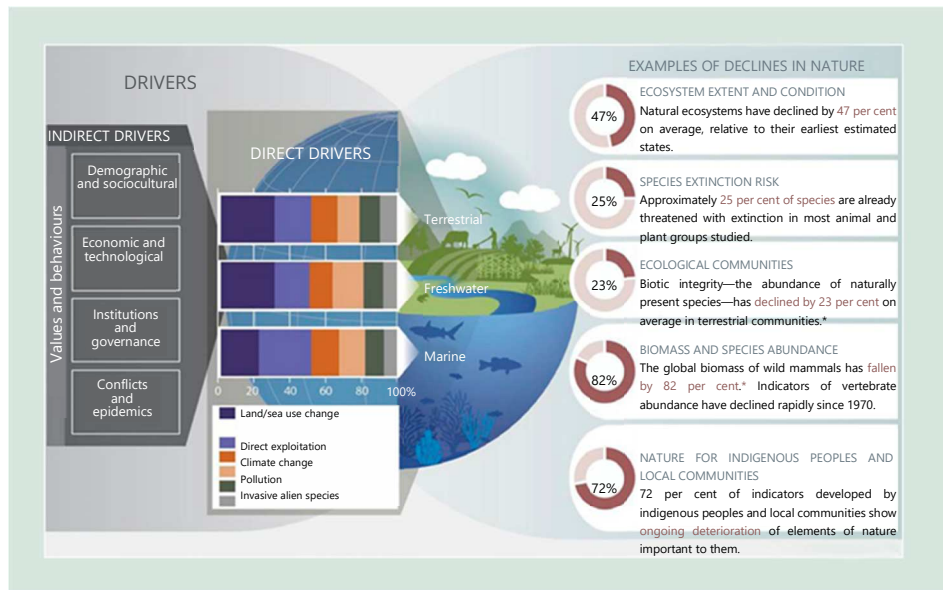 DRIVERS
INDIRECT DRIVERS
Values and behaviours
Demographic
and sociocultural
Economic and
technological
Institutions
and
governance
Conflicts
and
epidemics
DIRECT DRIVERS
Terrestrial
Freshwater
Marine
0 20 40 60 80 100%
Land/sea use change
Direct exploitation
Climate change
Pollution
Invasive alien species
EXAMPLES OF DECLINES IN NATURE
47%
ECOSYSTEM EXTENT AND CONDITION
Natural ecosystems have declined by 47 per cent
on average, relative to their earliest estimated
states.
25%
SPECIES EXTINCTION RISK
Approximately 25 per cent of species are already
threatened with extinction in most animal and
plant groups studied.
23%
ECOLOGICAL COMMUNITIES
Biotic integrity—the abundance of naturally
present species—has declined by 23 per cent on
average in terrestrial communities.*
82%
BIOMASS AND SPECIES ABUNDANCE
The global biomass of wild mammals has fallen
by 82 per cent.* Indicators of vertebrate
abundance have declined rapidly since 1970.
72%
NATURE FOR INDIGENOUS PEOPLES AND
LOCAL COMMUNITIES
72 per cent of indicators developed by
indigenous peoples and local communities show
ongoing deterioration of elements of nature
important to them.